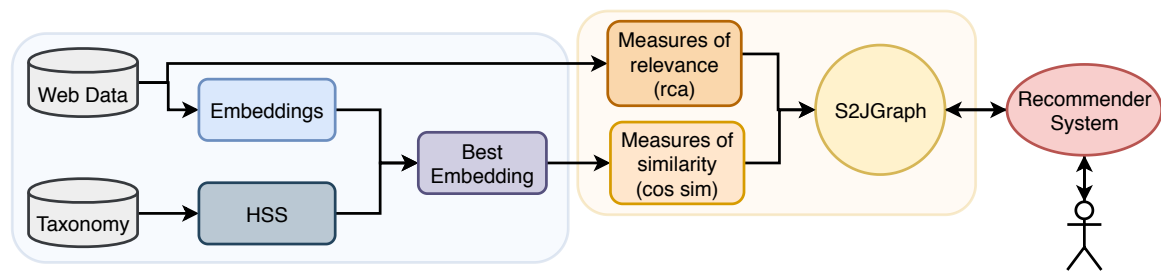 Web Data
Embeddings
Taxonomy
HSS
Best
Embedding
Measures of
relevance
(rca)
Measures of
similarity
(cos sim)
S2JGraph
Recommender
System